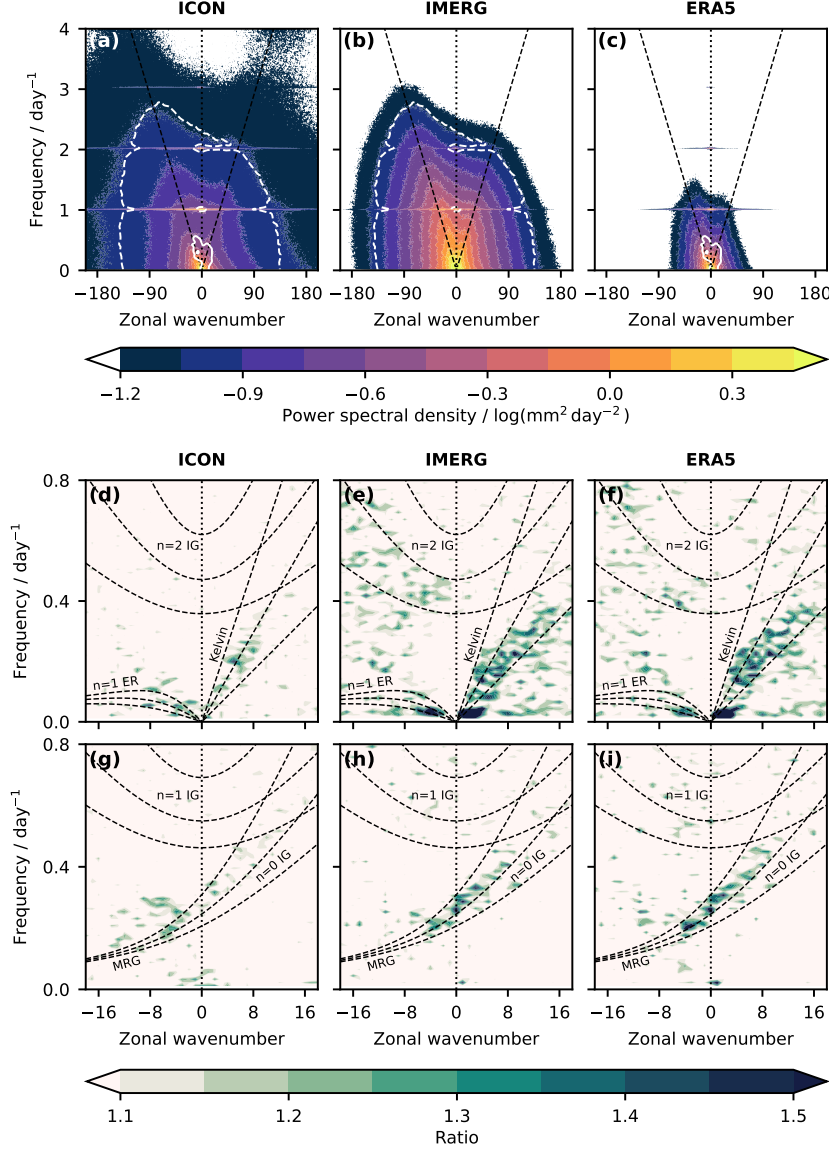 ICON IMERG ERA5
(a) (b) (c)
4
3
2
1
0
Frequency / day⁻¹
−180 −90 0 90 180 −180 −90 0 90 180 −180 −90 0 90 180
Zonal wavenumber Zonal wavenumber Zonal wavenumber
−1.2 −0.9 −0.6 −0.3 0.0 0.3
Power spectral density / log(mm² day⁻²)
ICON IMERG ERA5
(d) (e) (f)
0.8
0.4
0.0
Frequency / day⁻¹
n=2 IG n=2 IG n=2 IG
Kelvin Kelvin Kelvin
n=1 ER n=1 ER n=1 ER
(g) (h) (i)
0.8
0.4
0.0
Frequency / day⁻¹
n=1 IG n=1 IG n=1 IG
n=0 IG n=0 IG n=0 IG
MRG MRG MRG
−16 −8 0 8 16 −16 −8 0 8 16 −16 −8 0 8 16
Zonal wavenumber Zonal wavenumber Zonal wavenumber
1.1 1.2 1.3 1.4 1.5
Ratio